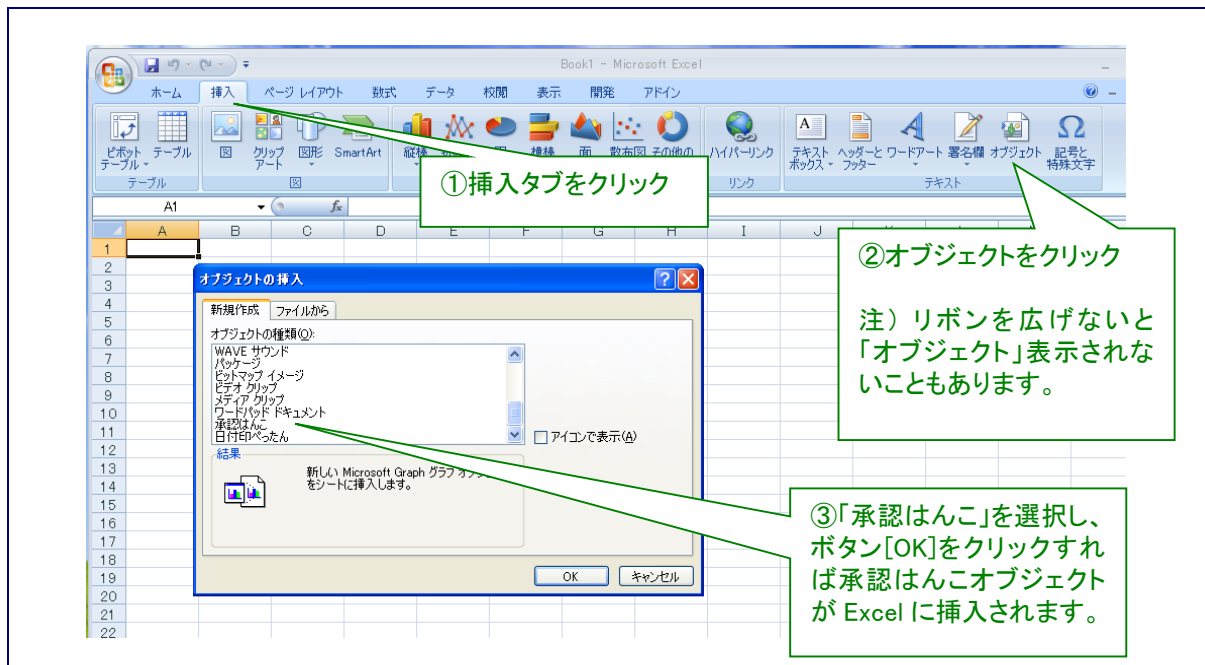 Book1 - Microsoft Excel
ホーム 挿入 ページ レイアウト 数式 データ 校閲 表示 開発 アドイン
ピボット テーブル 図 クリップ 図形 SmartArt
テーブル アート
ハイパーリンク テキスト ヘッダーと ワードアート 署名欄 オブジェクト 記号と
ボックス フッター 特殊文字
テーブル 図 リンク テキスト
①挿入タブをクリック
A1 fx
A B C D E F G H I J
1
2
3
4
5
6
7
8
9
10
11
12
13
14
15
16
17
18
19
20
21
22
オブジェクトの挿入
新規作成 ファイルから
オブジェクトの種類(O):
WAVE サウンド
パッケージ
ビットマップ イメージ
ビデオ クリップ
メディア クリップ
ワードパッド ドキュメント
承認はんこ
日付印ぺったん
アイコンで表示(A)
結果
新しい Microsoft Graph グラフ オブジ
をシートに挿入します。
OK キャンセル
②オブジェクトをクリック
注）リボンを広げないと
「オブジェクト」表示されな
いこともあります。
③「承認はんこ」を選択し、
ボタン[OK]をクリックすれ
ば承認はんこオブジェクト
が Excel に挿入されます。